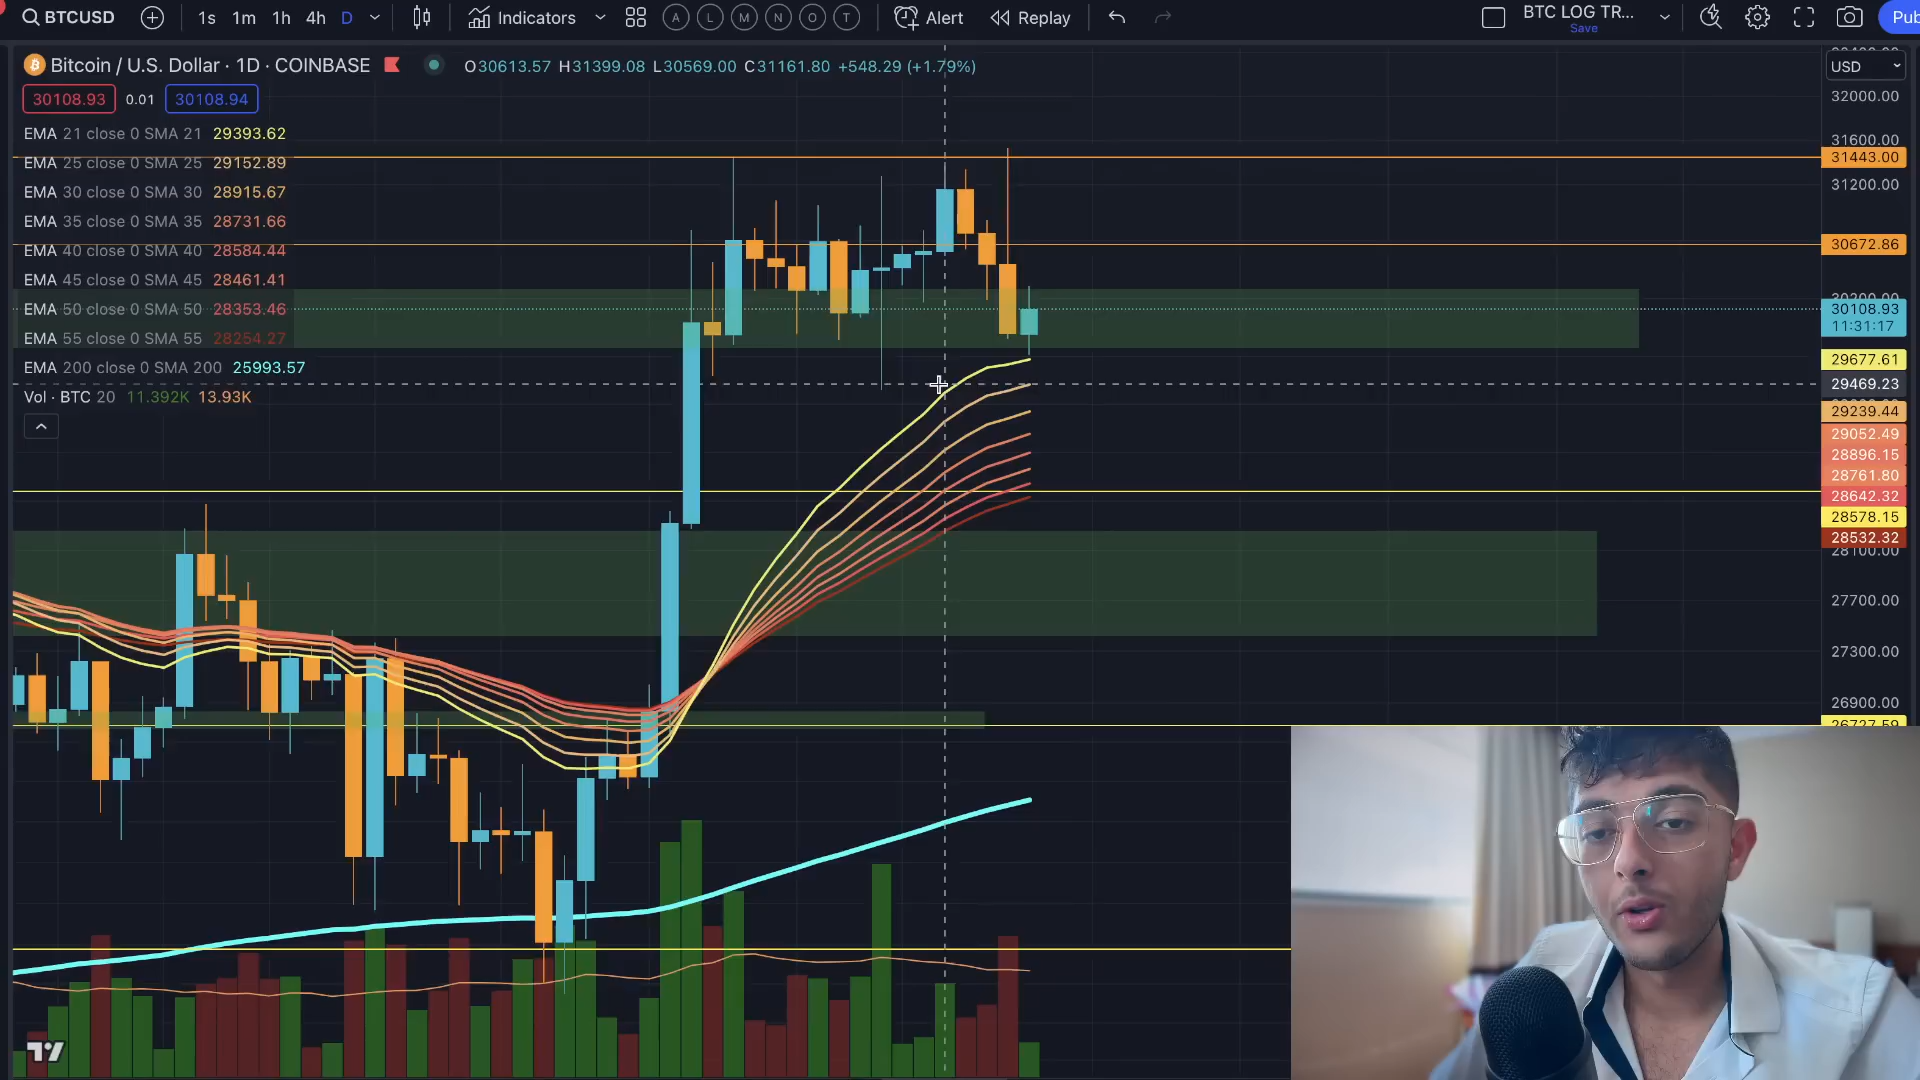 BTCUSD 1s 1m 1h 4h D Indicators A L M N O T Alert Replay BTC LOG TR... Pub
Save
Bitcoin / U.S. Dollar · 1D · COINBASE O30613.57 H31399.08 L30569.00 C31161.80 +548.29 (+1.79%)
30108.93 0.01 30108.94
EMA 21 close 0 SMA 21 29393.62
EMA 25 close 0 SMA 25 29152.89
EMA 30 close 0 SMA 30 28915.67
EMA 35 close 0 SMA 35 28731.66
EMA 40 close 0 SMA 40 28584.44
EMA 45 close 0 SMA 45 28461.41
EMA 50 close 0 SMA 50 28353.46
EMA 55 close 0 SMA 55 28254.27
EMA 200 close 0 SMA 200 25993.57
Vol · BTC 20 11.392K 13.93K
USD
32000.00
31600.00
31443.00
31200.00
30672.86
30108.93
11:31:17
29677.61
29469.23
29239.44
29052.49
28896.15
28761.80
28642.32
28578.15
28532.32
28100.00
27700.00
27300.00
26900.00
26727.59